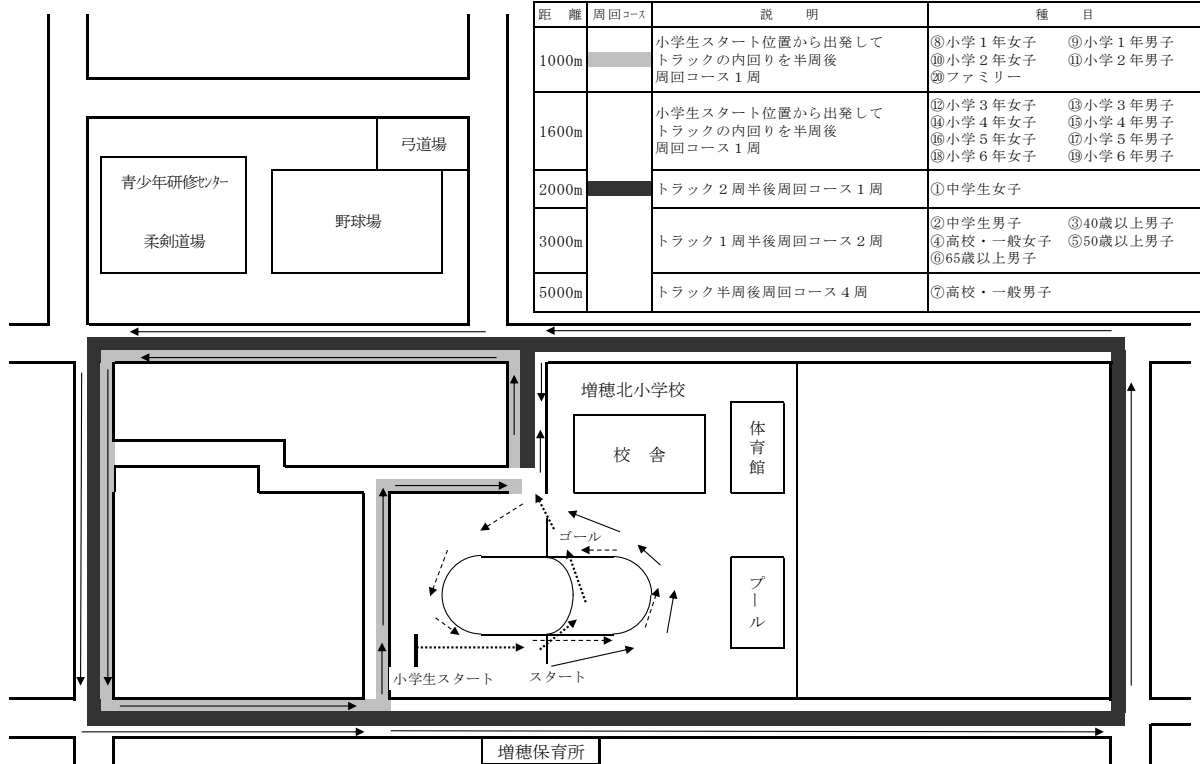 距　離 周回コース 説　　明 種　　目
1000m
小学生スタート位置から出発して
トラックの内回りを半周後
周回コース１周
⑧小学１年女子 ⑨小学１年男子
⑩小学２年女子 ⑪小学２年男子
⑳ファミリー
1600m
小学生スタート位置から出発して
トラックの内回りを半周後
周回コース１周
⑫小学３年女子 ⑬小学３年男子
⑭小学４年女子 ⑮小学４年男子
⑯小学５年女子 ⑰小学５年男子
⑱小学６年女子 ⑲小学６年男子
2000m トラック２周半後周回コース１周 ①中学生女子
3000m トラック１周半後周回コース２周
②中学生男子 ③40歳以上男子
④高校・一般女子 ⑤50歳以上男子
⑥65歳以上男子
5000m トラック半周後周回コース４周 ⑦高校・一般男子
弓道場
青少年研修センター
柔剣道場
野球場
増穂北小学校
校　舎
体育館
プール
ゴール
小学生スタート
スタート
増穂保育所